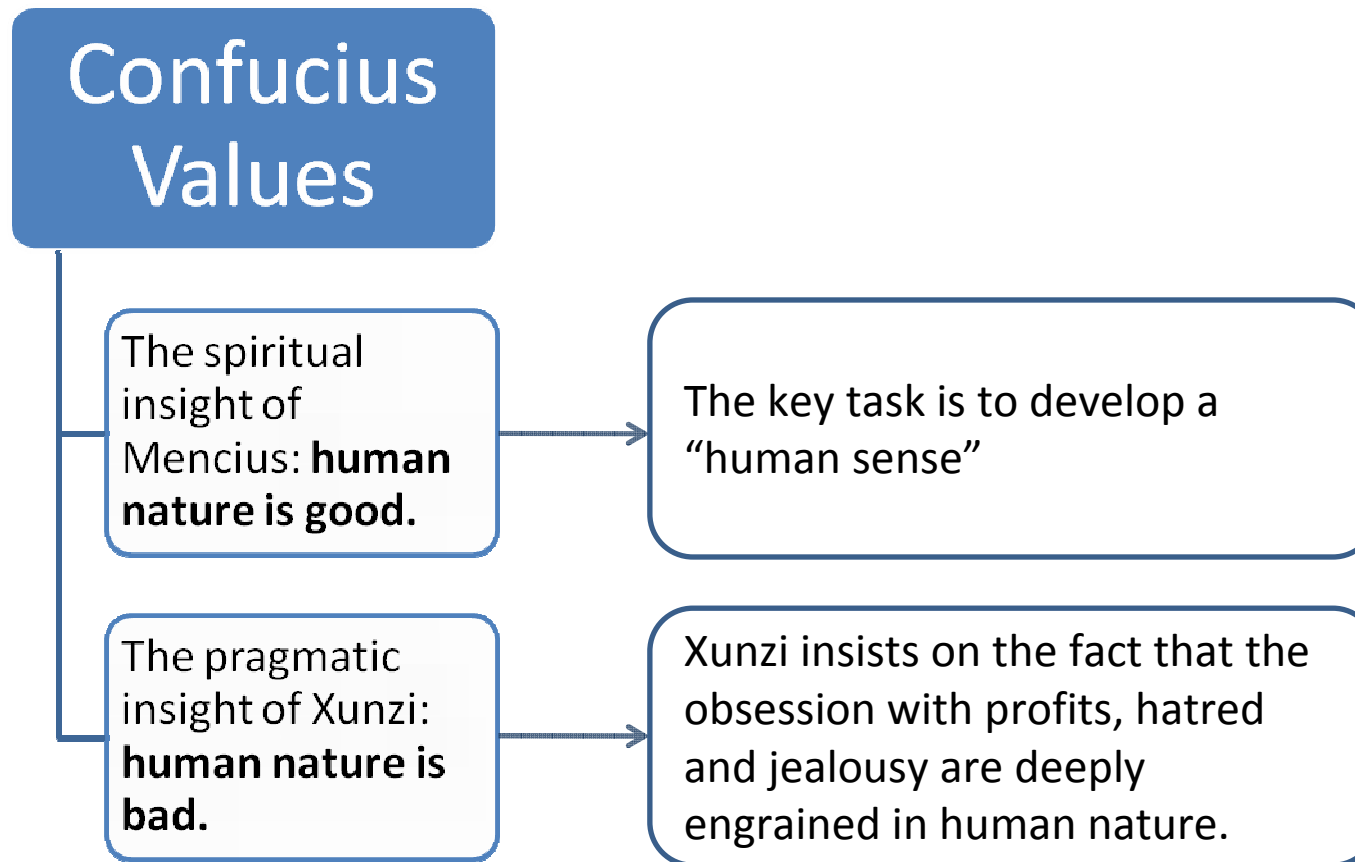 Confucius
Values
The spiritual
insight of
Mencius: human
nature is good.
The key task is to develop a
“human sense”
The pragmatic
insight of Xunzi:
human nature is
bad.
Xunzi insists on the fact that the
obsession with profits, hatred
and jealousy are deeply
engrained in human nature.